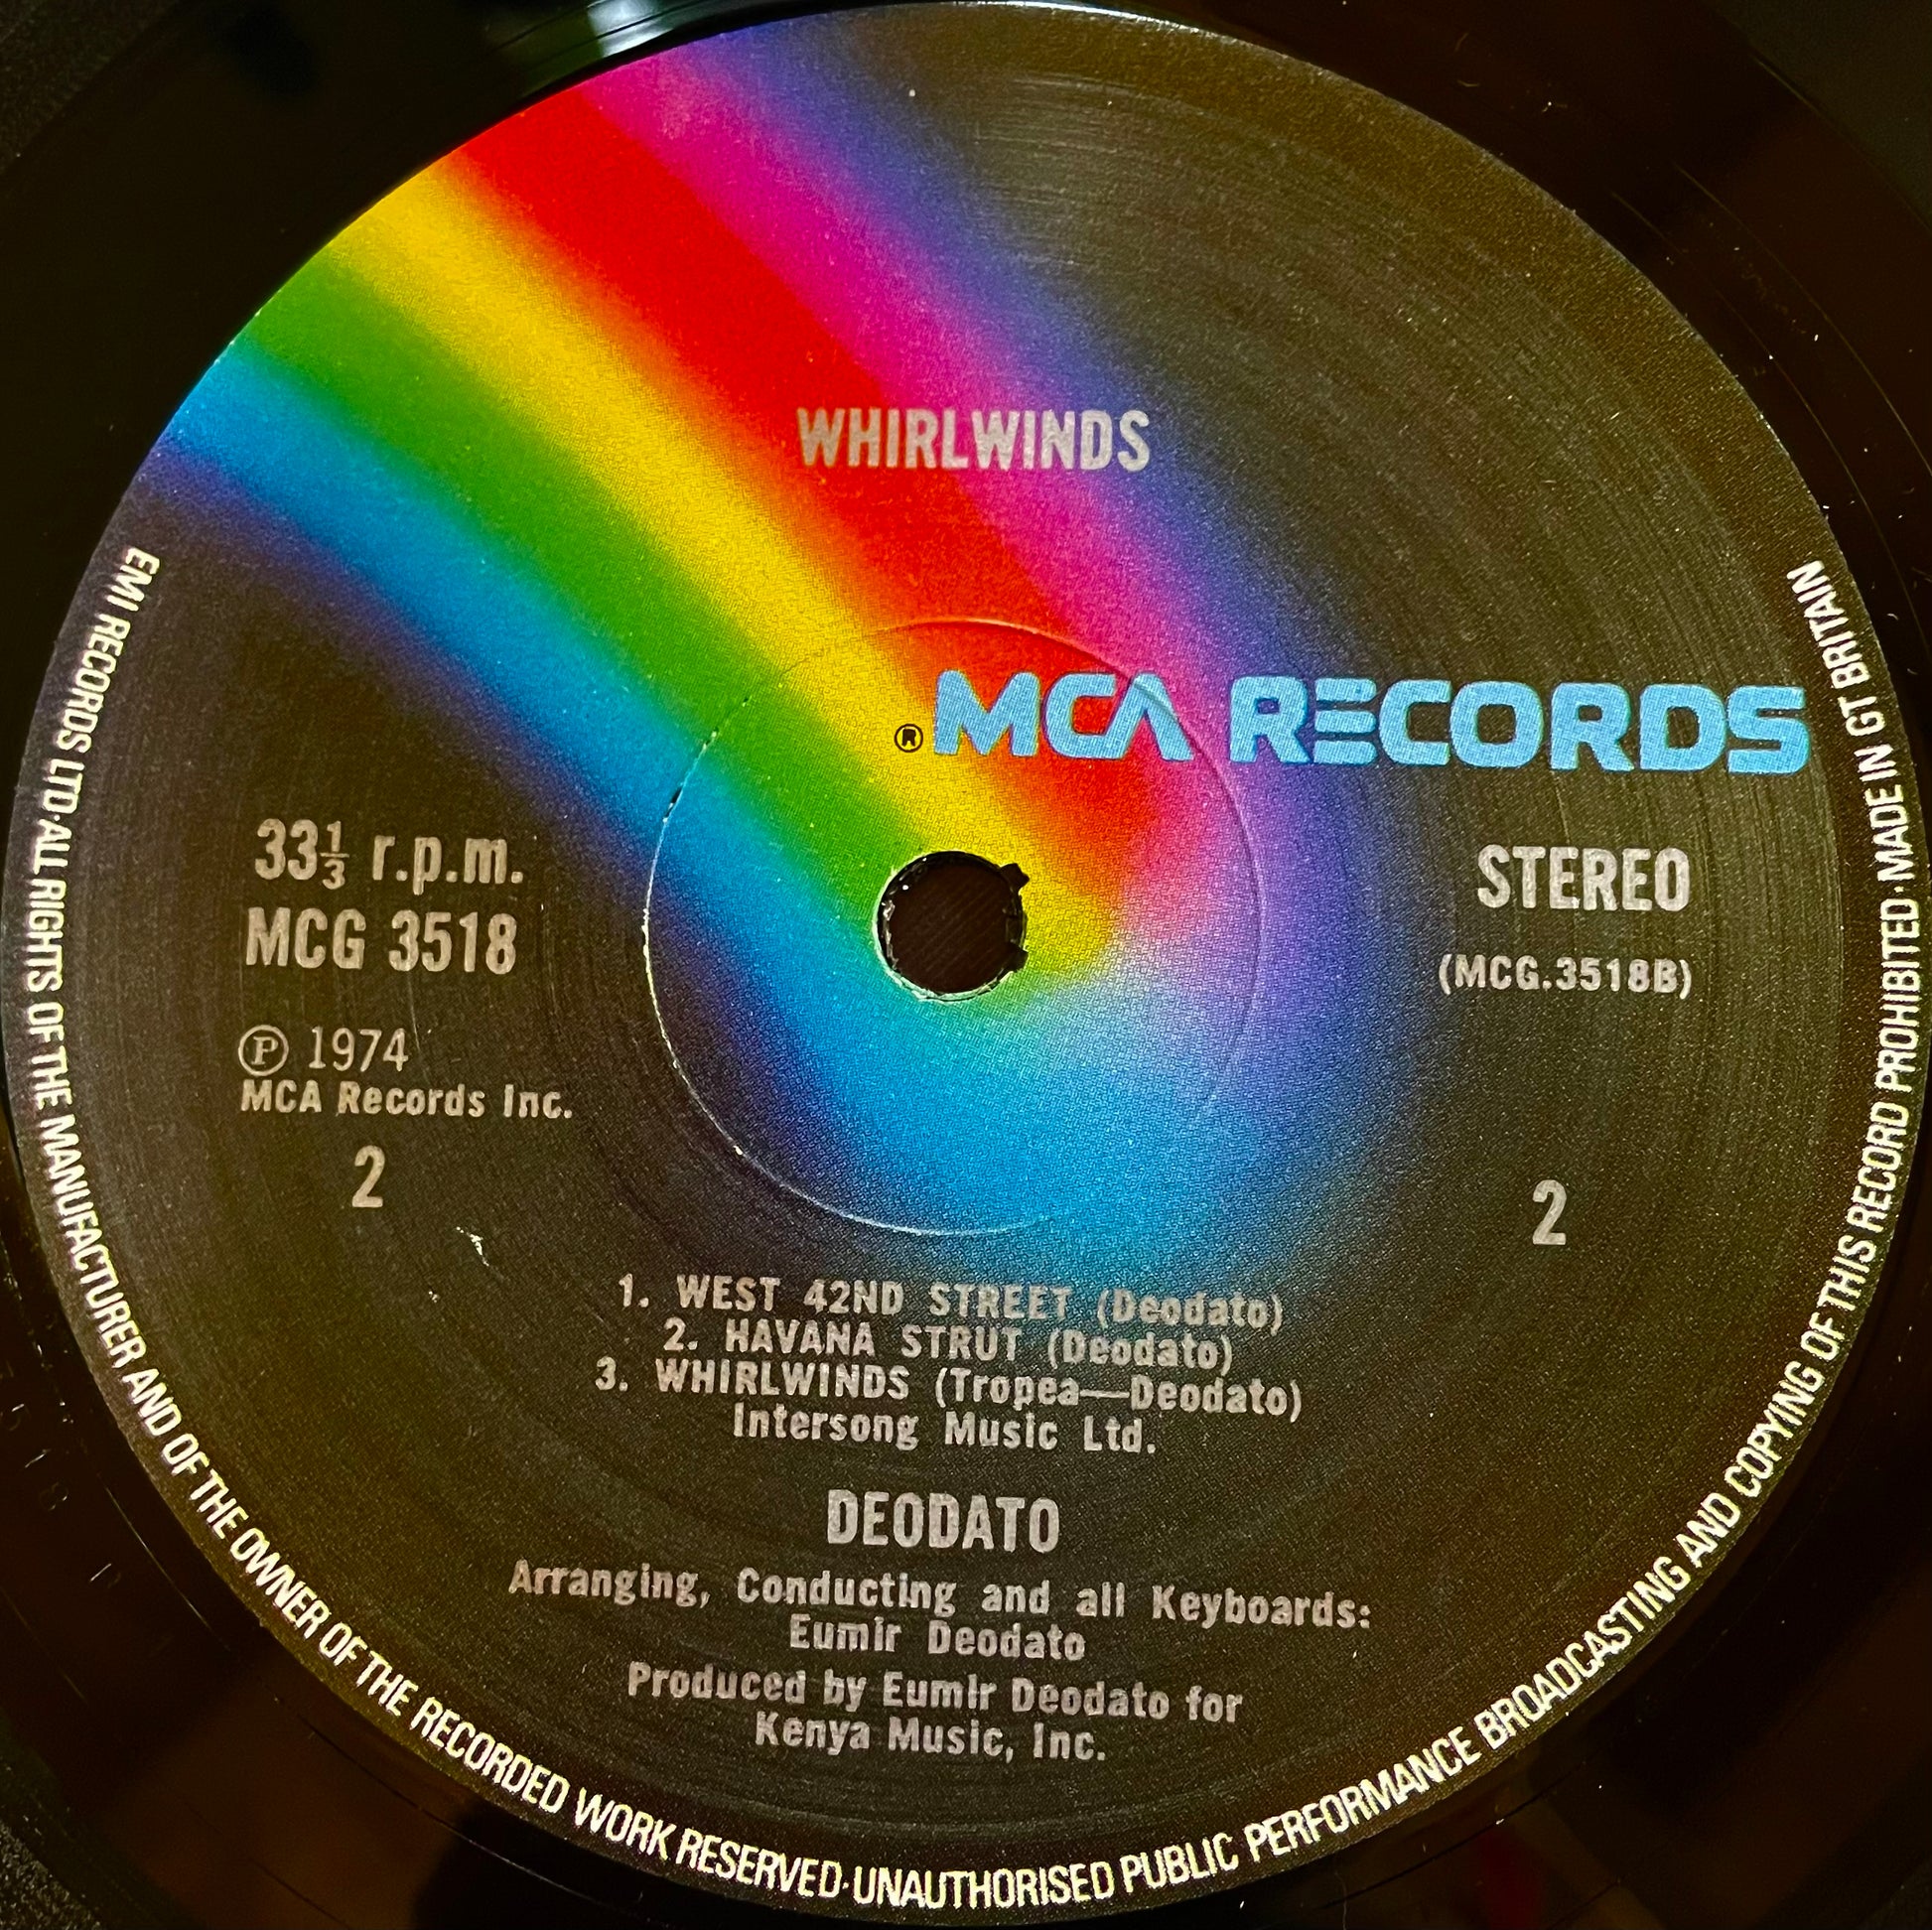 WHIRLWINDS
® MCA RECORDS
33⅓ r.p.m.
MCG 3518
STEREO
(MCG.3518B)
℗ 1974
MCA Records Inc.
2
2
1. WEST 42ND STREET (Deodato)
2. HAVANA STRUT (Deodato)
3. WHIRLWINDS (Tropea—Deodato)
Intersong Music Ltd.
DEODATO
Arranging, Conducting and all Keyboards:
Eumir Deodato
Produced by Eumir Deodato for
Kenya Music, Inc.
EMI RECORDS LTD·ALL RIGHTS OF THE MANUFACTURER AND OF THE OWNER OF THE RECORDED WORK RESERVED·UNAUTHORISED PUBLIC PERFORMANCE BROADCASTING AND COPYING OF THIS RECORD PROHIBITED·MADE IN GT BRITAIN